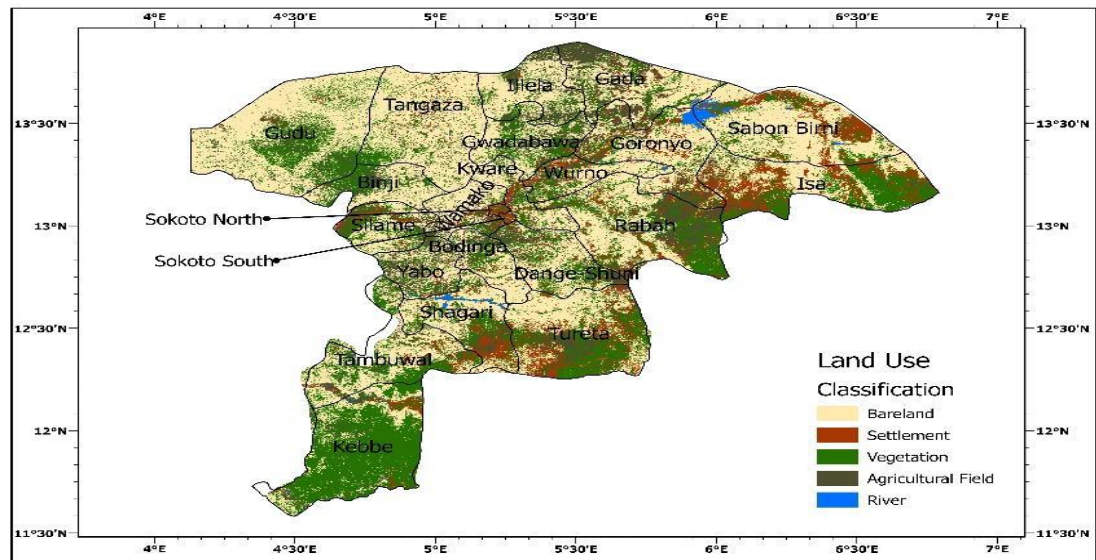 4°E 4°30'E 5°E 5°30'E 6°E 6°30'E 7°E
Illela
Gada
Tangaza
13°30'N
13°30'N
Sabon Birni
Gudu
Gwadabawa
Goronyo
Kware
Wurno
Binji
Isa
Wamako
Sokoto North
Silame
Rabah
13°N
13°N
Bodinga
Sokoto South
Yabo
Dange Shuni
Shagari
12°30'N
12°30'N
Tureta
Tambuwal
Kebbe
12°N
12°N
11°30'N
11°30'N
Land Use
Classification
Bareland
Settlement
Vegetation
Agricultural Field
River
4°E 4°30'E 5°E 5°30'E 6°E 6°30'E 7°E